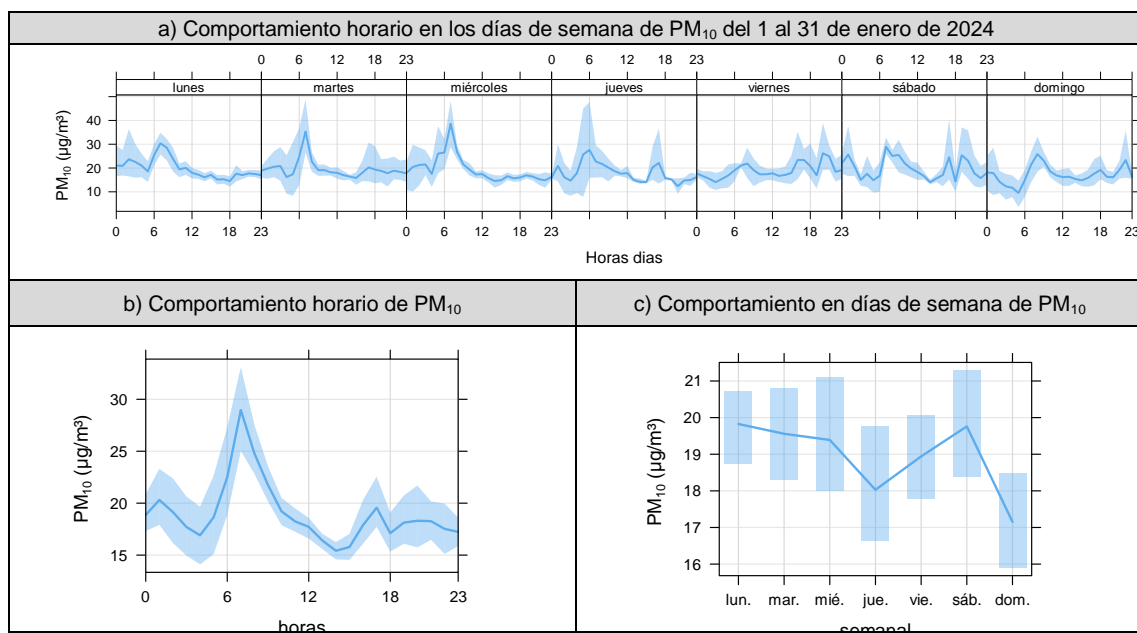 a) Comportamiento horario en los días de semana de PM₁₀ del 1 al 31 de enero de 2024
0 6 12 18 23 0 6 12 18 23 0 6 12 18 23
lunes martes miércoles jueves viernes sábado domingo
PM₁₀ (µg/m³)
40
30
20
10
0 6 12 18 23 0 6 12 18 23 0 6 12 18 23 0 6 12 18 23
Horas dias
b) Comportamiento horario de PM₁₀
c) Comportamiento en días de semana de PM₁₀
PM₁₀ (µg/m³)
30
25
20
15
0 6 12 18 23
horas
PM₁₀ (µg/m³)
21
20
19
18
17
16
lun. mar. mié. jue. vie. sáb. dom.
semanal